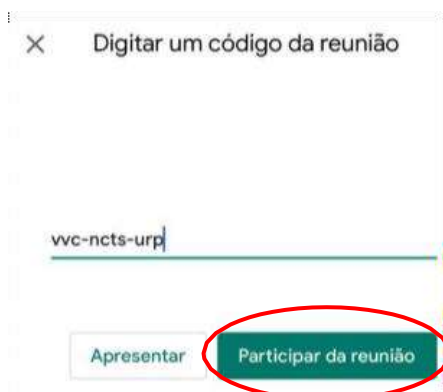 Digitar um código da reunião
vvc-ncts-urp
Apresentar
Participar da reunião